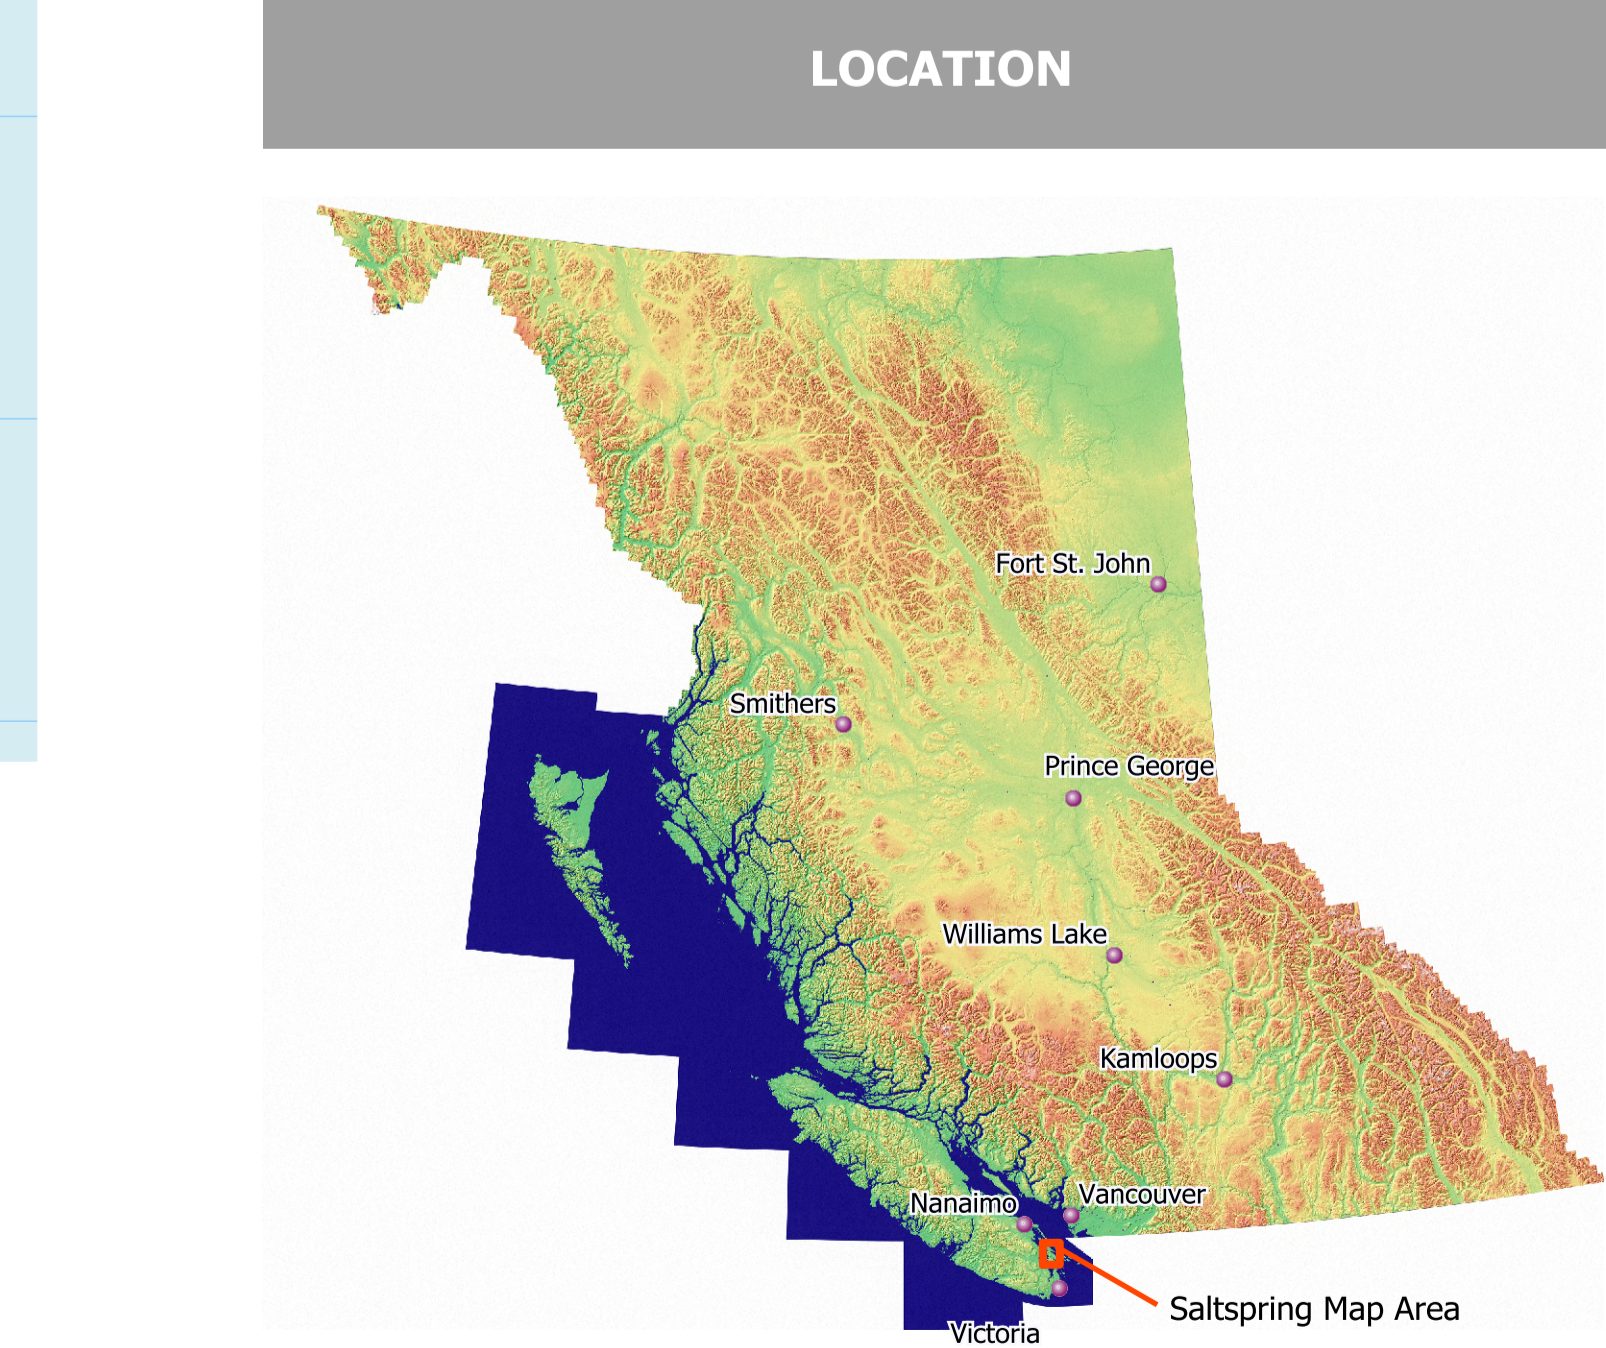 LOCATION
Fort St. John
Smithers
Prince George
Williams Lake
Kamloops
Vancouver
Nanaimo
Saltspring Map Area
Victoria